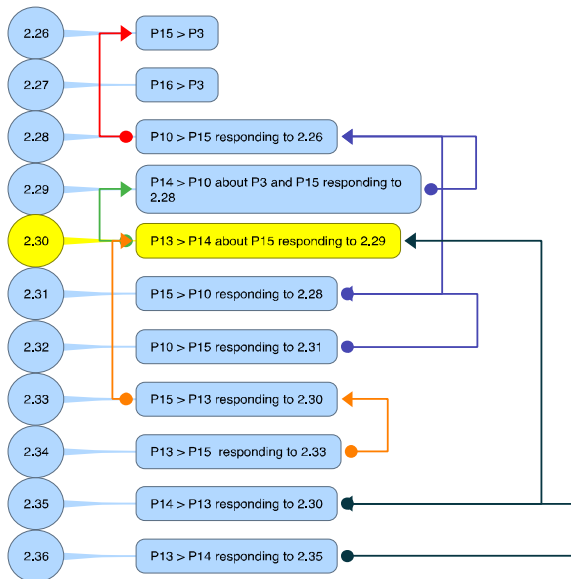 2.26 P15 > P3
2.27 P16 > P3
2.28 P10 > P15 responding to 2.26
2.29 P14 > P10 about P3 and P15 responding to
2.28
2.30 P13 > P14 about P15 responding to 2.29
2.31 P15 > P10 responding to 2.28
2.32 P10 > P15 responding to 2.31
2.33 P15 > P13 responding to 2.30
2.34 P13 > P15 responding to 2.33
2.35 P14 > P13 responding to 2.30
2.36 P13 > P14 responding to 2.35